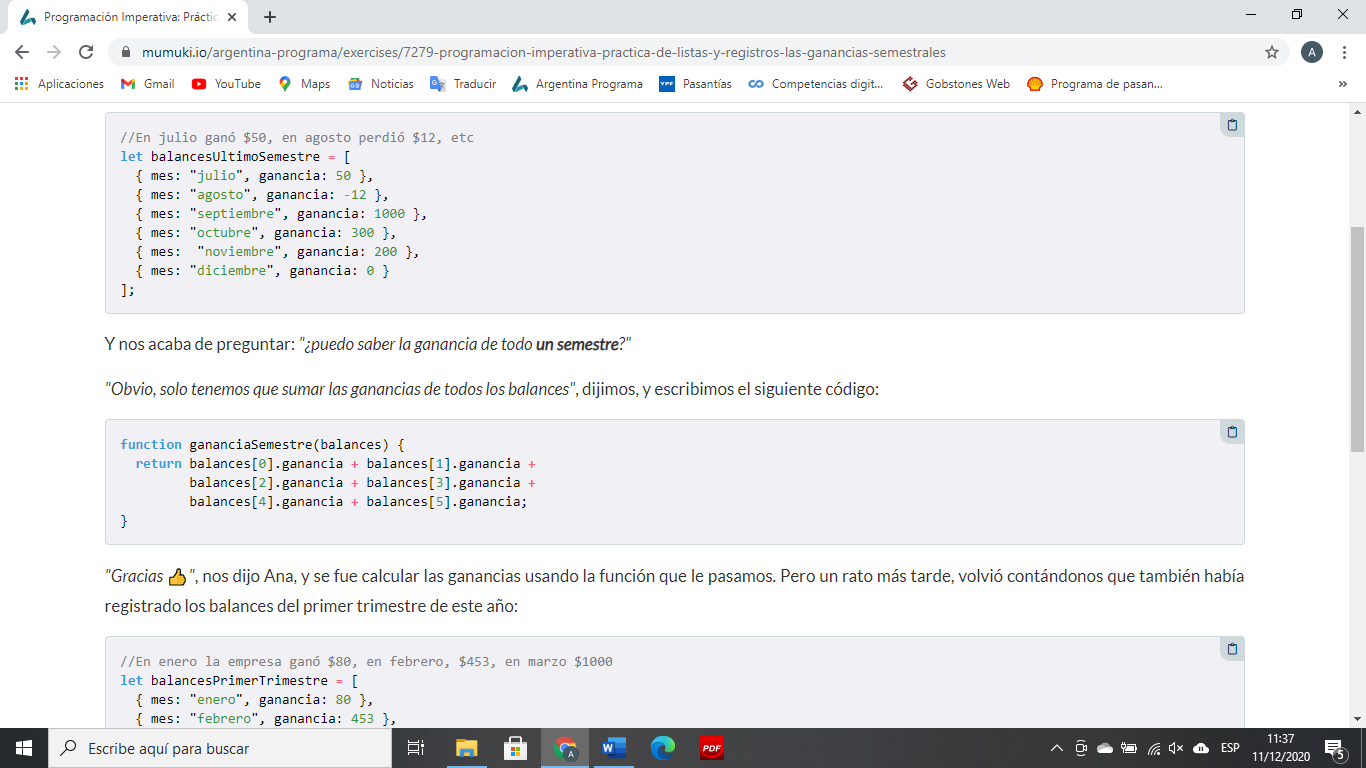 Programación Imperativa: Práctic
mumuki.io/argentina-programa/exercises/7279-programacion-imperativa-practica-de-listas-y-registros-las-ganancias-semestrales
A
Aplicaciones Gmail YouTube Maps Noticias Traducir Argentina Programa YPF Pasantías Competencias digit... Gobstones Web Programa de pasan... »
//En julio ganó $50, en agosto perdió $12, etc
let balancesUltimoSemestre = [
{ mes: "julio", ganancia: 50 },
{ mes: "agosto", ganancia: -12 },
{ mes: "septiembre", ganancia: 1000 },
{ mes: "octubre", ganancia: 300 },
{ mes:  "noviembre", ganancia: 200 },
{ mes: "diciembre", ganancia: 0 }
];
Y nos acaba de preguntar: "¿puedo saber la ganancia de todo un semestre?"
"Obvio, solo tenemos que sumar las ganancias de todos los balances", dijimos, y escribimos el siguiente código:
function gananciaSemestre(balances) {
return balances[0].ganancia + balances[1].ganancia +
balances[2].ganancia + balances[3].ganancia +
balances[4].ganancia + balances[5].ganancia;
}
"Gracias 👍", nos dijo Ana, y se fue calcular las ganancias usando la función que le pasamos. Pero un rato más tarde, volvió contándonos que también había
registrado los balances del primer trimestre de este año:
//En enero la empresa ganó $80, en febrero, $453, en marzo $1000
let balancesPrimerTrimestre = [
{ mes: "enero", ganancia: 80 },
{ mes: "febrero", ganancia: 453 },
Escribe aquí para buscar
A
W
PDF
ESP
11:37
11/12/2020
5